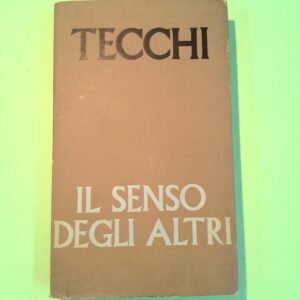 TECCHI
IL SENSO
DEGLI ALTRI